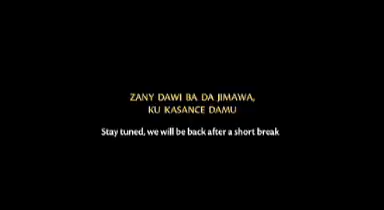 ZANY DAWI BA DA JIMAWA,
KU KASANCE DAMU
Stay tuned, we will be back after a short break